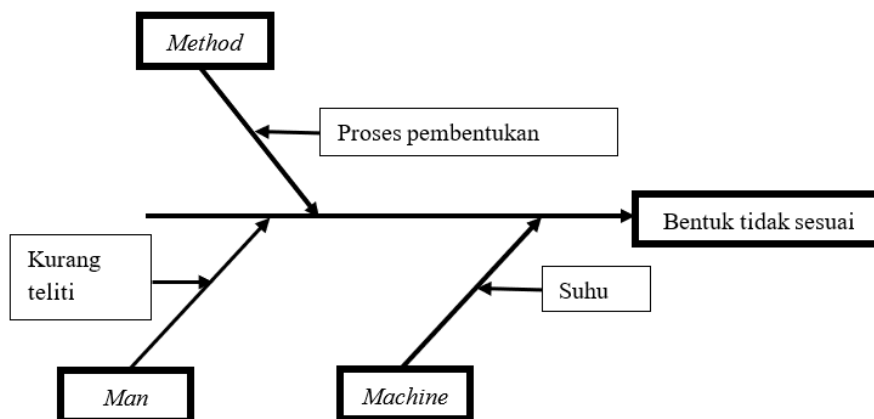 Method
Proses pembentukan
Bentuk tidak sesuai
Kurang
teliti
Suhu
Man
Machine